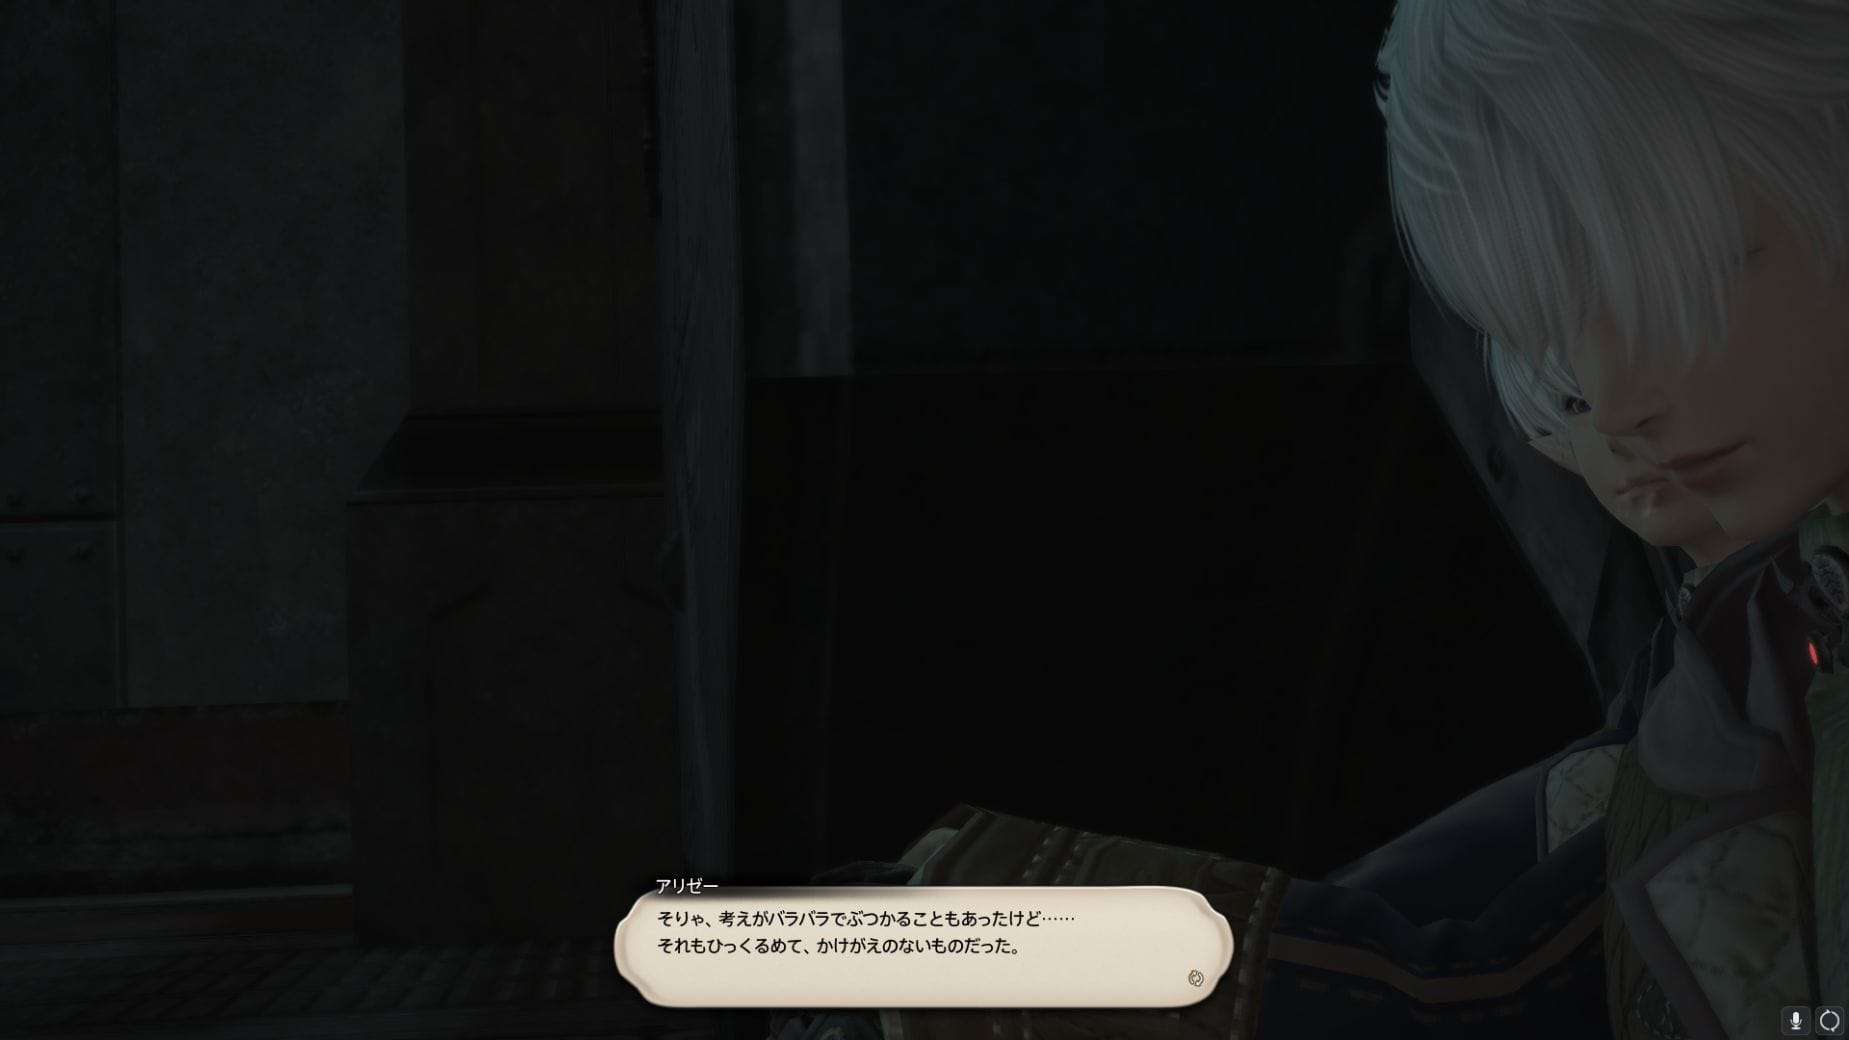 アリゼー
そりゃ、考えがバラバラでぶつかることもあったけど……
それもひっくるめて、かけがえのないものだった。